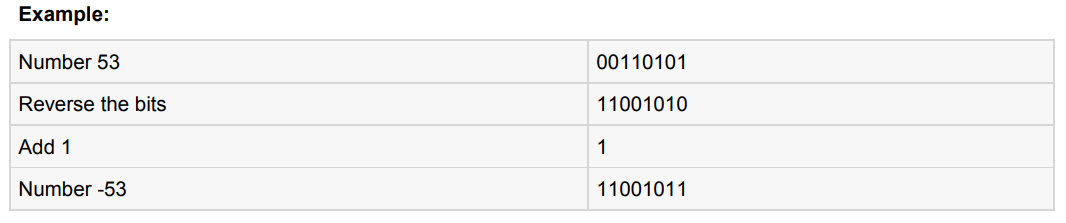 Example:
Number 53 00110101
Reverse the bits 11001010
Add 1 1
Number -53 11001011